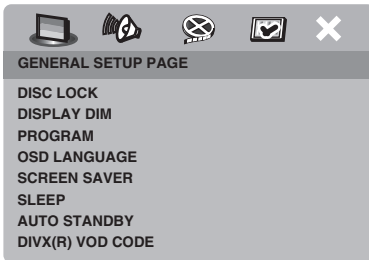 GENERAL SETUP PAGE
DISC LOCK
DISPLAY DIM
PROGRAM
OSD LANGUAGE
SCREEN SAVER
SLEEP
AUTO STANDBY
DIVX(R) VOD CODE